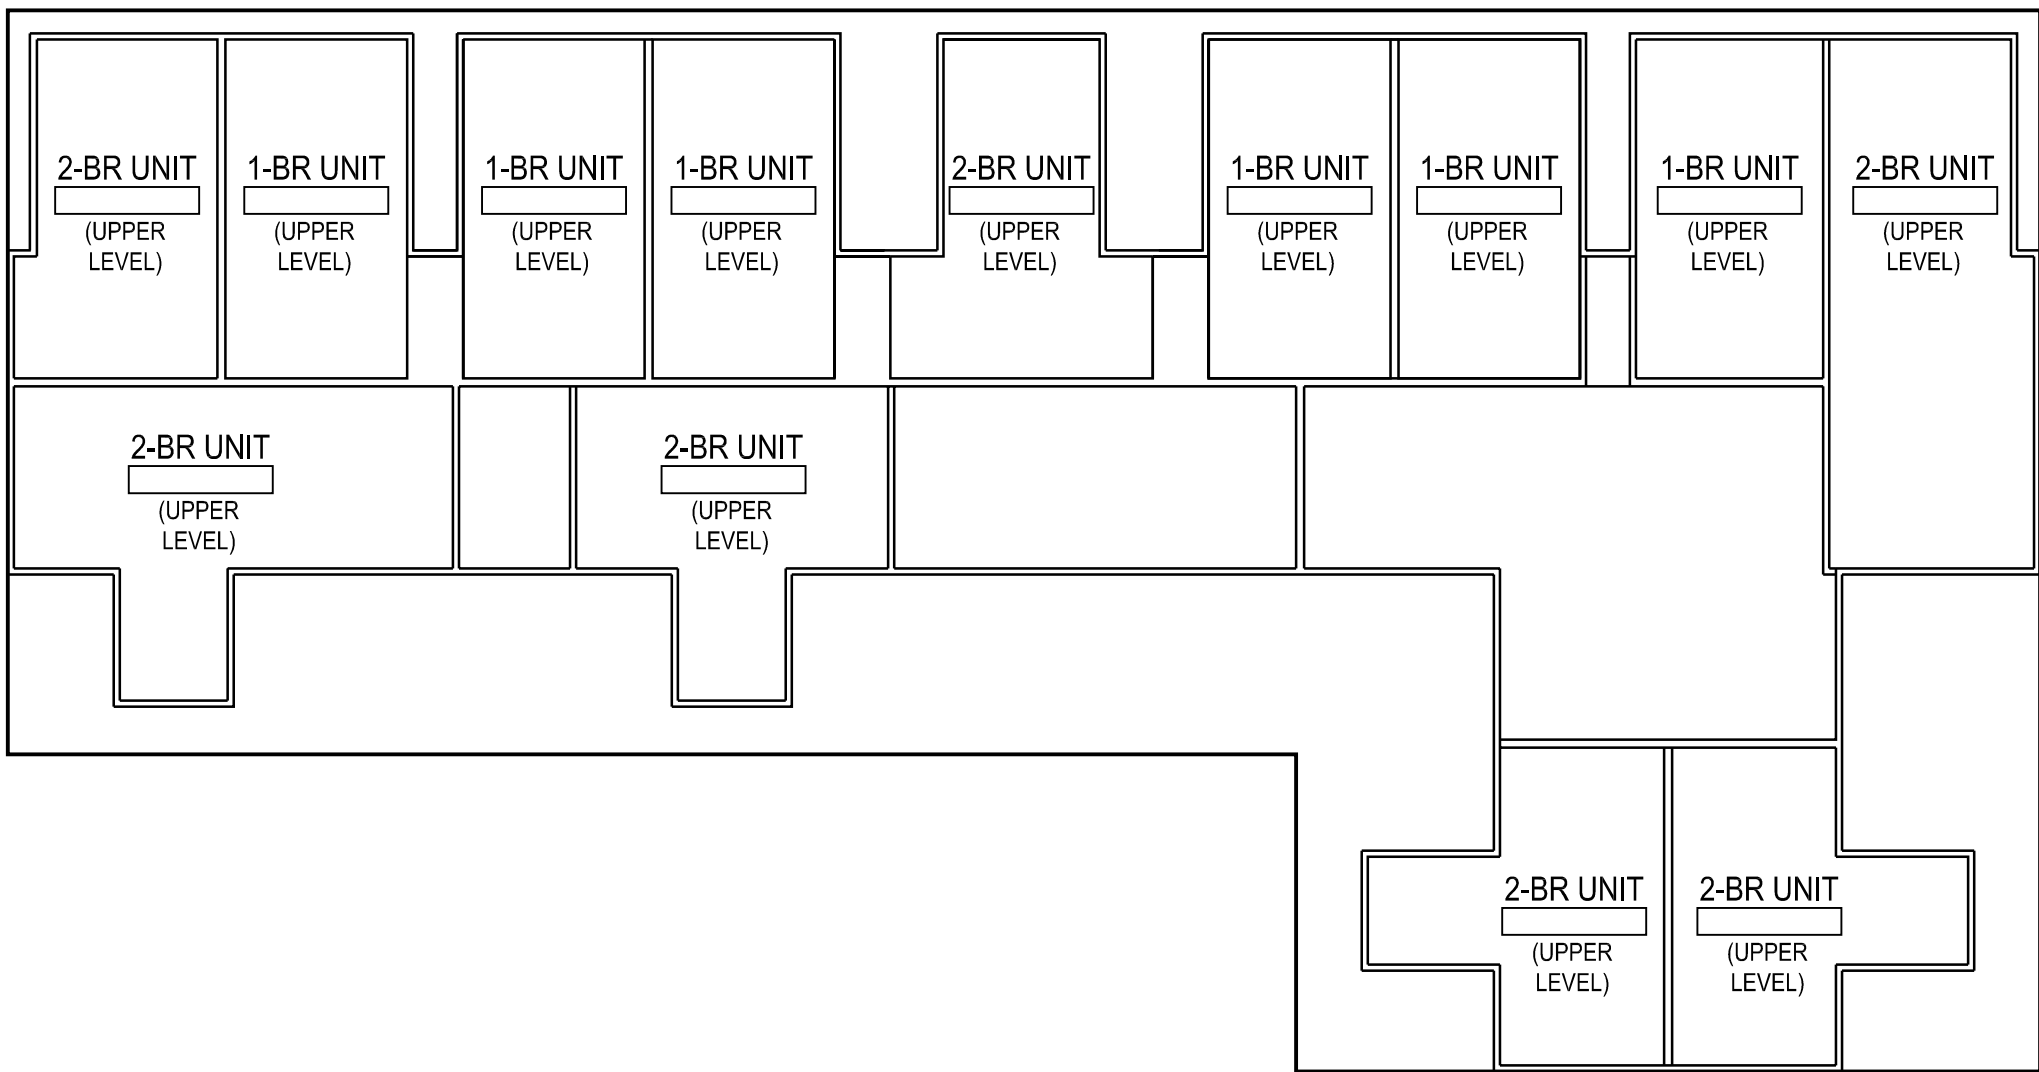 2-BR UNIT
(UPPER
LEVEL)
1-BR UNIT
(UPPER
LEVEL)
1-BR UNIT
(UPPER
LEVEL)
1-BR UNIT
(UPPER
LEVEL)
2-BR UNIT
(UPPER
LEVEL)
1-BR UNIT
(UPPER
LEVEL)
1-BR UNIT
(UPPER
LEVEL)
1-BR UNIT
(UPPER
LEVEL)
2-BR UNIT
(UPPER
LEVEL)
2-BR UNIT
(UPPER
LEVEL)
2-BR UNIT
(UPPER
LEVEL)
2-BR UNIT
(UPPER
LEVEL)
2-BR UNIT
(UPPER
LEVEL)